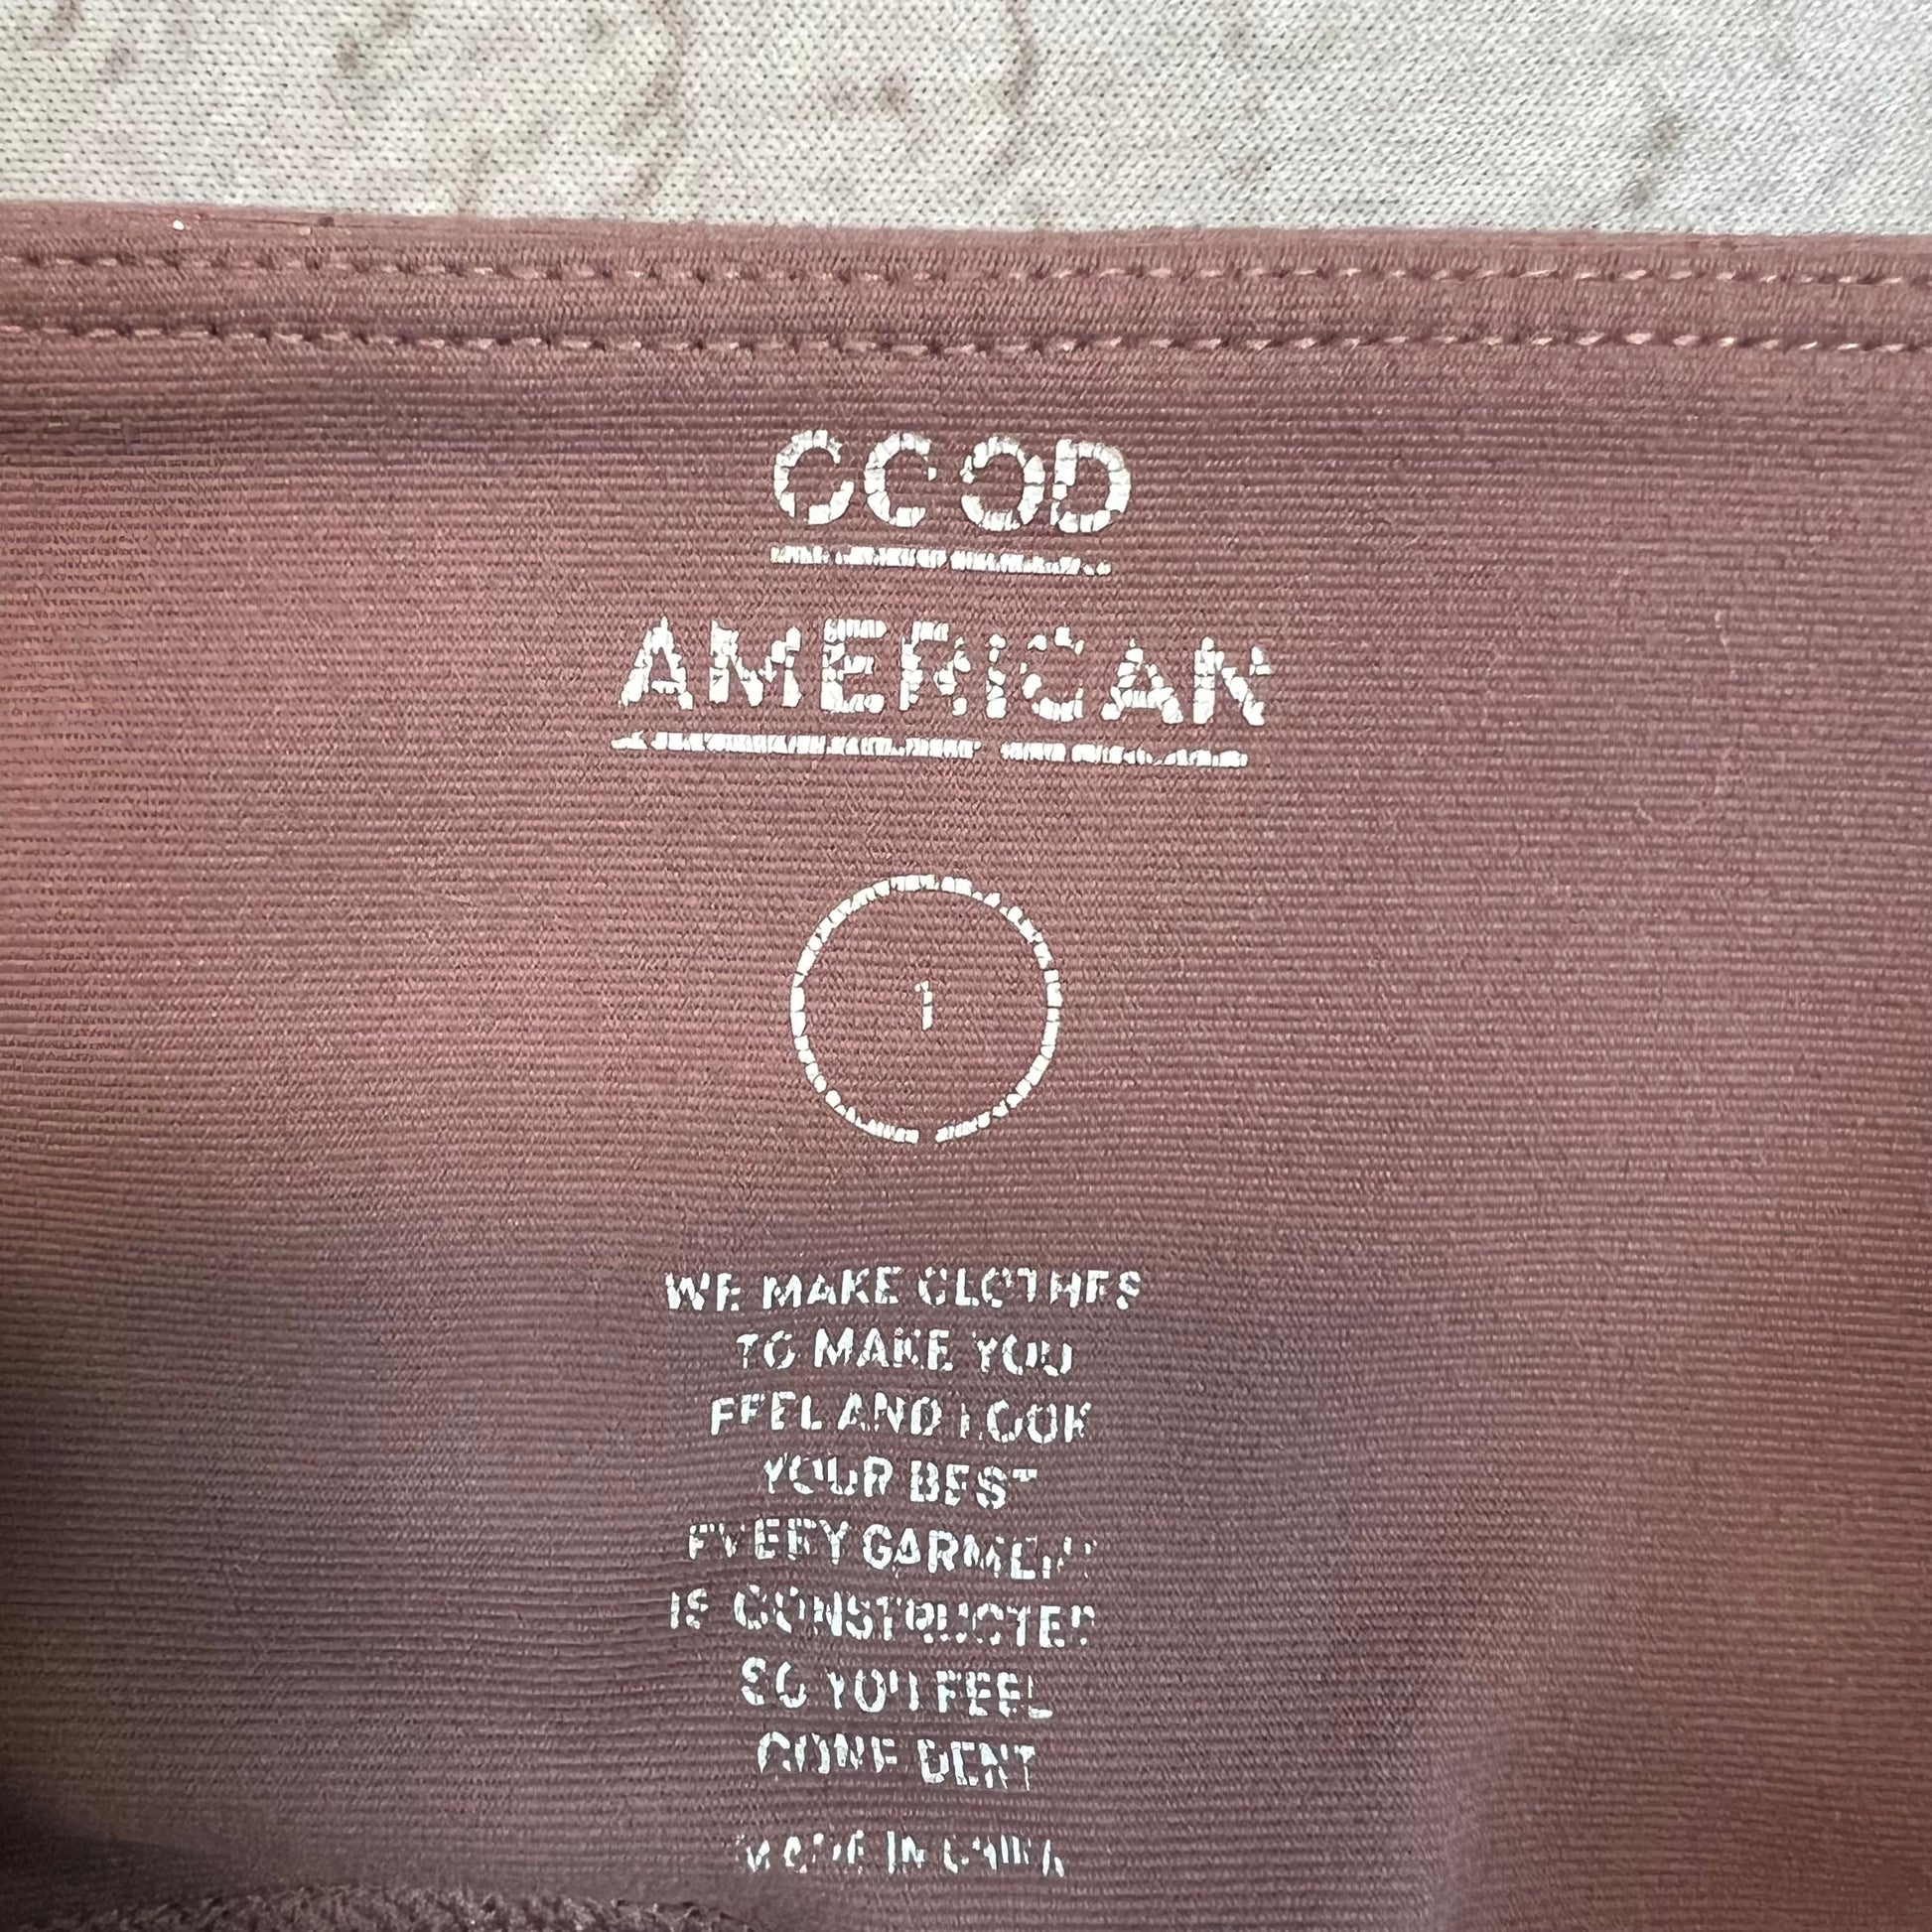 GOOD
AMERICAN
1
WE MAKE CLOTHES
TO MAKE YOU
FEEL AND LOOK
YOUR BEST
EVERY GARMENT
IS CONSTRUCTED
SO YOU FEEL
CONFIDENT
MADE IN CHINA